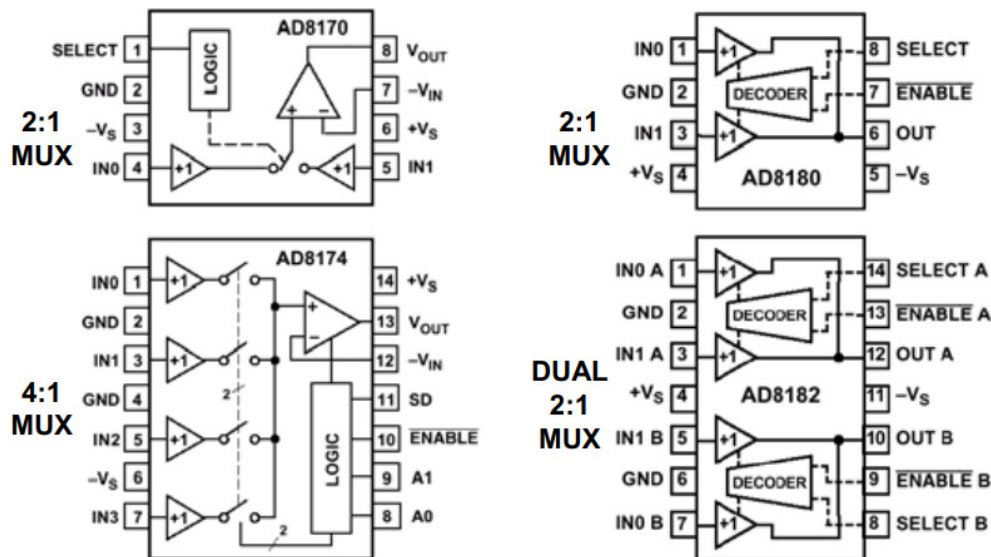 AD8170
2:1
MUX
SELECT 1
GND 2
–VS 3
IN0 4
LOGIC
+1
+
–
+1
8 VOUT
7 –VIN
6 +VS
5 IN1
2:1
MUX
IN0 1
GND 2
IN1 3
+VS 4
+1
DECODER
+1
AD8180
8 SELECT
7 ENABLE
6 OUT
5 –VS
4:1
MUX
AD8174
IN0 1
GND 2
IN1 3
GND 4
IN2 5
–VS 6
IN3 7
+1
+1
+1
+1
2
2
+
–
LOGIC
14 +VS
13 VOUT
12 –VIN
11 SD
10 ENABLE
9 A1
8 A0
DUAL
2:1
MUX
IN0 A 1
GND 2
IN1 A 3
+VS 4
IN1 B 5
GND 6
IN0 B 7
+1
DECODER
+1
AD8182
+1
DECODER
+1
14 SELECT A
13 ENABLE A
12 OUT A
11 –VS
10 OUT B
9 ENABLE B
8 SELECT B